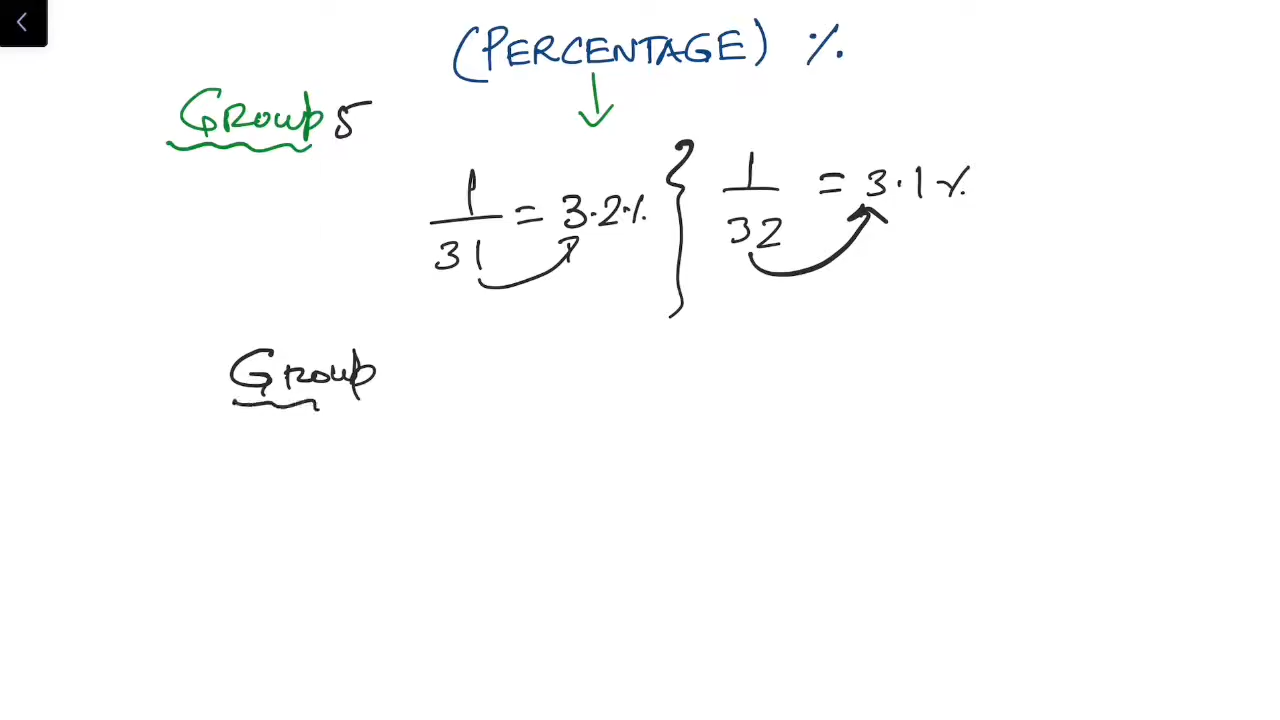 (PERCENTAGE) %
GROUP 5
1/31 = 3.2%
1/32 = 3.1%
GROUP